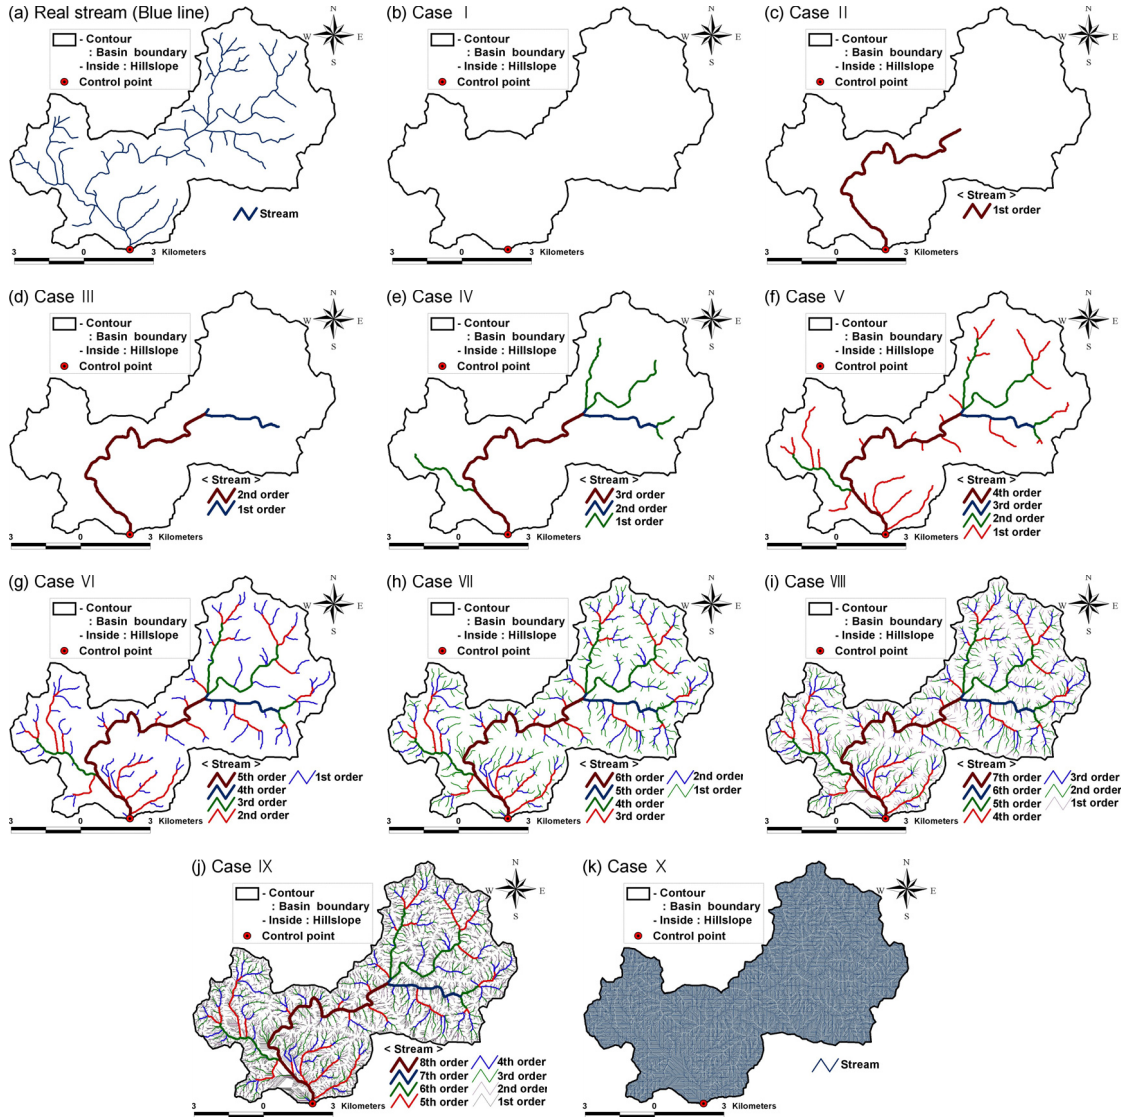 (a) Real stream (Blue line)
- Contour
: Basin boundary
- Inside : Hillslope
Control point
N
W E
S
Stream
3 0 3 Kilometers
(b) Case Ⅰ
- Contour
: Basin boundary
- Inside : Hillslope
Control point
N
W E
S
3 0 3 Kilometers
(c) Case Ⅱ
- Contour
: Basin boundary
- Inside : Hillslope
Control point
N
W E
S
< Stream >
1st order
3 0 3 Kilometers
(d) Case Ⅲ
- Contour
: Basin boundary
- Inside : Hillslope
Control point
N
W E
S
< Stream >
2nd order
1st order
3 0 3 Kilometers
(e) Case Ⅳ
- Contour
: Basin boundary
- Inside : Hillslope
Control point
N
W E
S
< Stream >
3rd order
2nd order
1st order
3 0 3 Kilometers
(f) Case Ⅴ
- Contour
: Basin boundary
- Inside : Hillslope
Control point
N
W E
S
< Stream >
4th order
3rd order
2nd order
1st order
3 0 3 Kilometers
(g) Case Ⅵ
- Contour
: Basin boundary
- Inside : Hillslope
Control point
N
W E
S
< Stream >
5th order 1st order
4th order
3rd order
2nd order
3 0 3 Kilometers
(h) Case Ⅶ
- Contour
: Basin boundary
- Inside : Hillslope
Control point
N
W E
S
< Stream >
6th order 2nd order
5th order 1st order
4th order
3rd order
3 0 3 Kilometers
(i) Case Ⅷ
- Contour
: Basin boundary
- Inside : Hillslope
Control point
N
W E
S
< Stream >
7th order 3rd order
6th order 2nd order
5th order 1st order
4th order
3 0 3 Kilometers
(j) Case Ⅸ
- Contour
: Basin boundary
- Inside : Hillslope
Control point
N
W E
S
< Stream >
8th order 4th order
7th order 3rd order
6th order 2nd order
5th order 1st order
3 0 3 Kilometers
(k) Case Ⅹ
- Contour
: Basin boundary
- Inside : Hillslope
Control point
N
W E
S
Stream
3 0 3 Kilometers